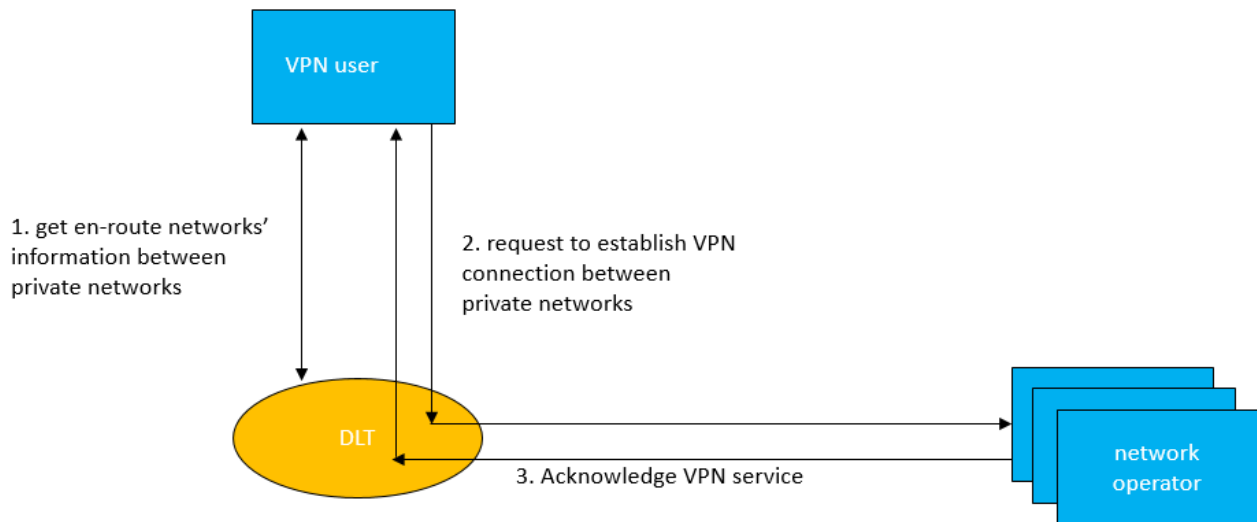 VPN user
1. get en-route networks’
information between
private networks
2. request to establish VPN
connection between
private networks
DLT
3. Acknowledge VPN service
network
operator